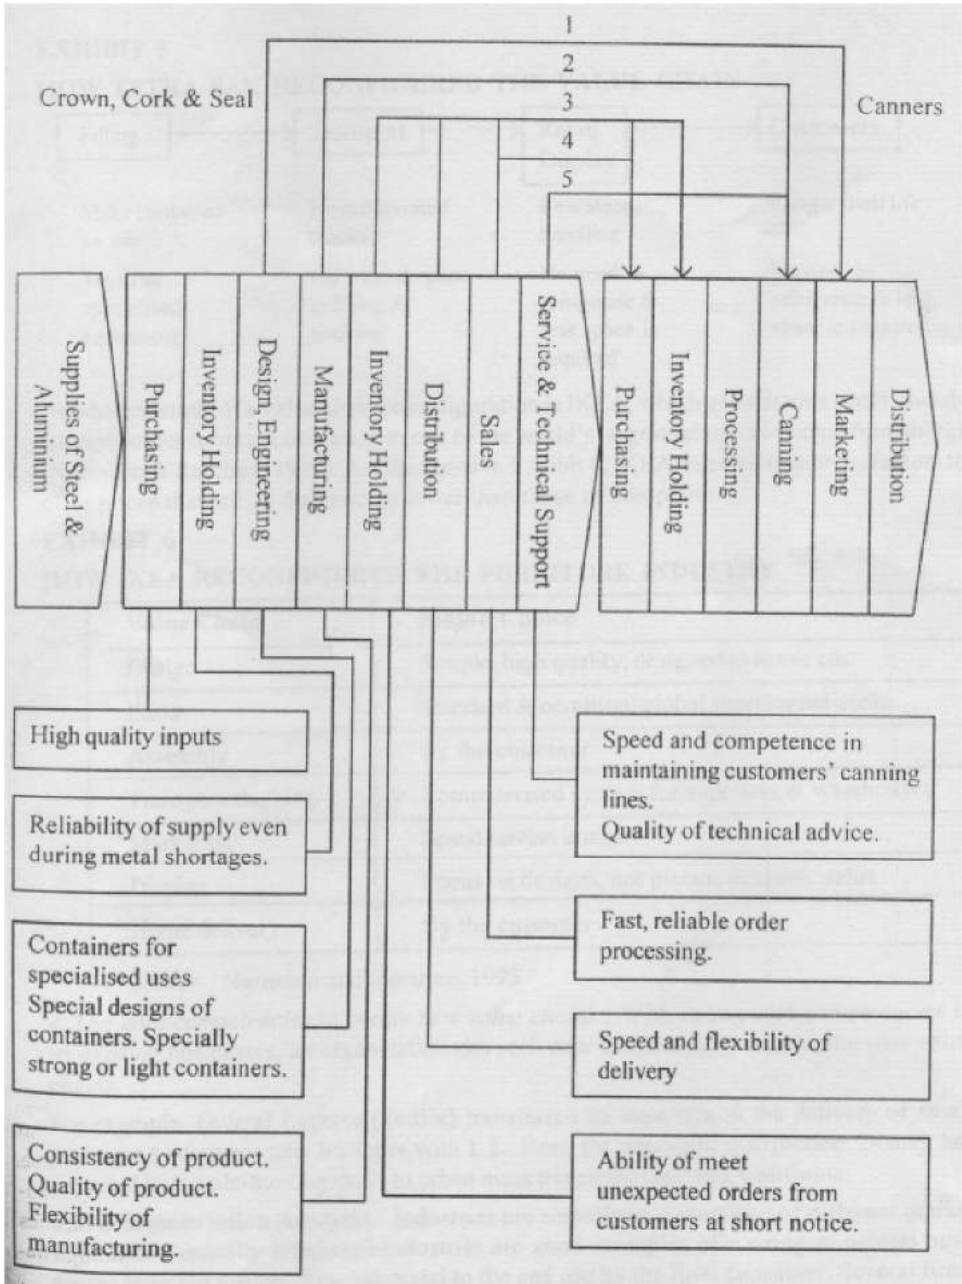 1
2
3
4
5
Crown, Cork & Seal
Canners
Supplies of Steel &
Aluminium
Purchasing
Inventory Holding
Design, Engineering
Manufacturing
Inventory Holding
Distribution
Sales
Service & Technical Support
Purchasing
Inventory Holding
Processing
Canning
Marketing
Distribution
High quality inputs
Reliability of supply even
during metal shortages.
Containers for
specialised uses
Special designs of
containers. Specially
strong or light containers.
Consistency of product.
Quality of product.
Flexibility of
manufacturing.
Speed and competence in
maintaining customers' canning
lines.
Quality of technical advice.
Fast, reliable order
processing.
Speed and flexibility of
delivery
Ability of meet
unexpected orders from
customers at short notice.